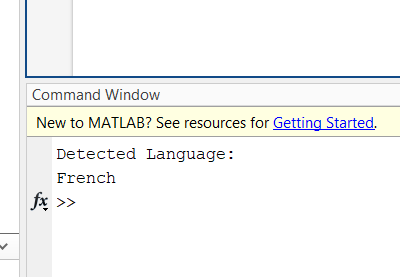 Command Window
New to MATLAB? See resources for Getting Started.
Detected Language:
French
fx >>